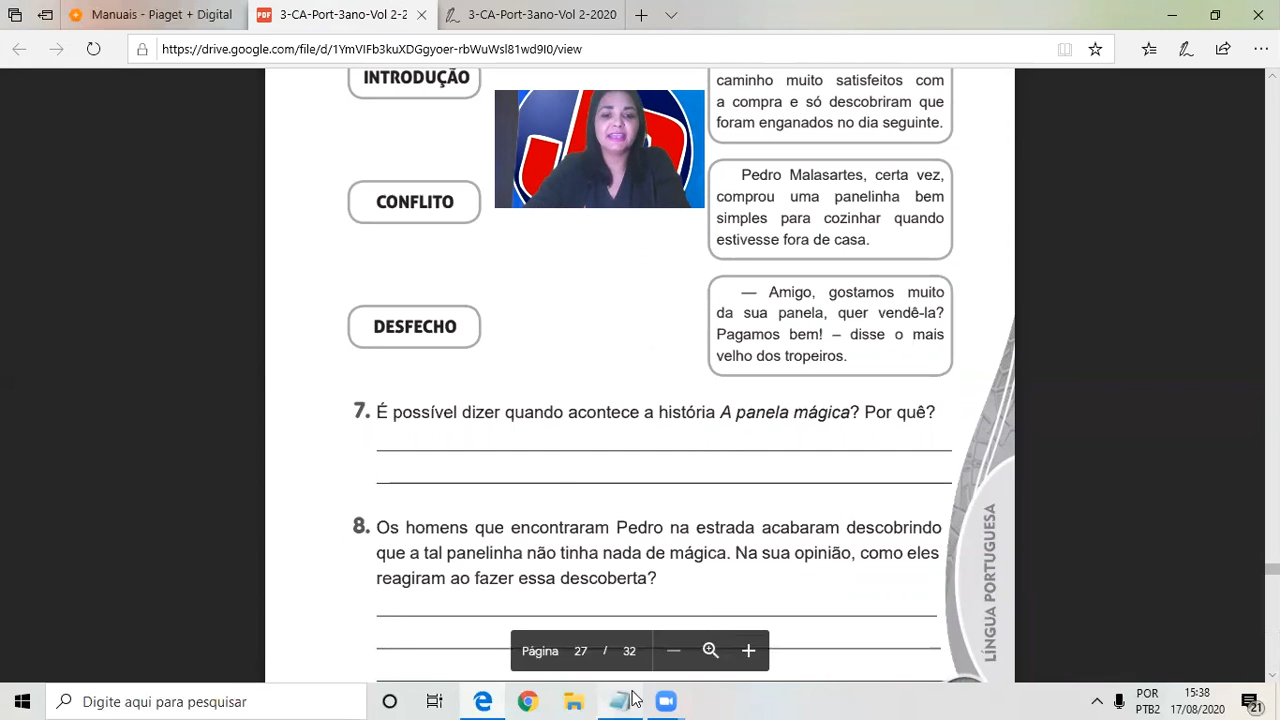 Manuais - Piaget + Digital
3-CA-Port-3ano-Vol 2-2
3-CA-Port-3ano-Vol 2-2020
https://drive.google.com/file/d/1YmVIFb3kuXDGgyoer-rbWuWsl81wd9I0/view
INTRODUÇÃO
caminho muito satisfeitos com
a compra e só descobriram que
foram enganados no dia seguinte.
CONFLITO
Pedro Malasartes, certa vez,
comprou uma panelinha bem
simples para cozinhar quando
estivesse fora de casa.
DESFECHO
— Amigo, gostamos muito
da sua panela, quer vendê-la?
Pagamos bem! – disse o mais
velho dos tropeiros.
7. É possível dizer quando acontece a história A panela mágica? Por quê?
8. Os homens que encontraram Pedro na estrada acabaram descobrindo
que a tal panelinha não tinha nada de mágica. Na sua opinião, como eles
reagiram ao fazer essa descoberta?
LÍNGUA PORTUGUESA
Página 27 / 32
Digite aqui para pesquisar
POR
PTB2
15:38
17/08/2020
21